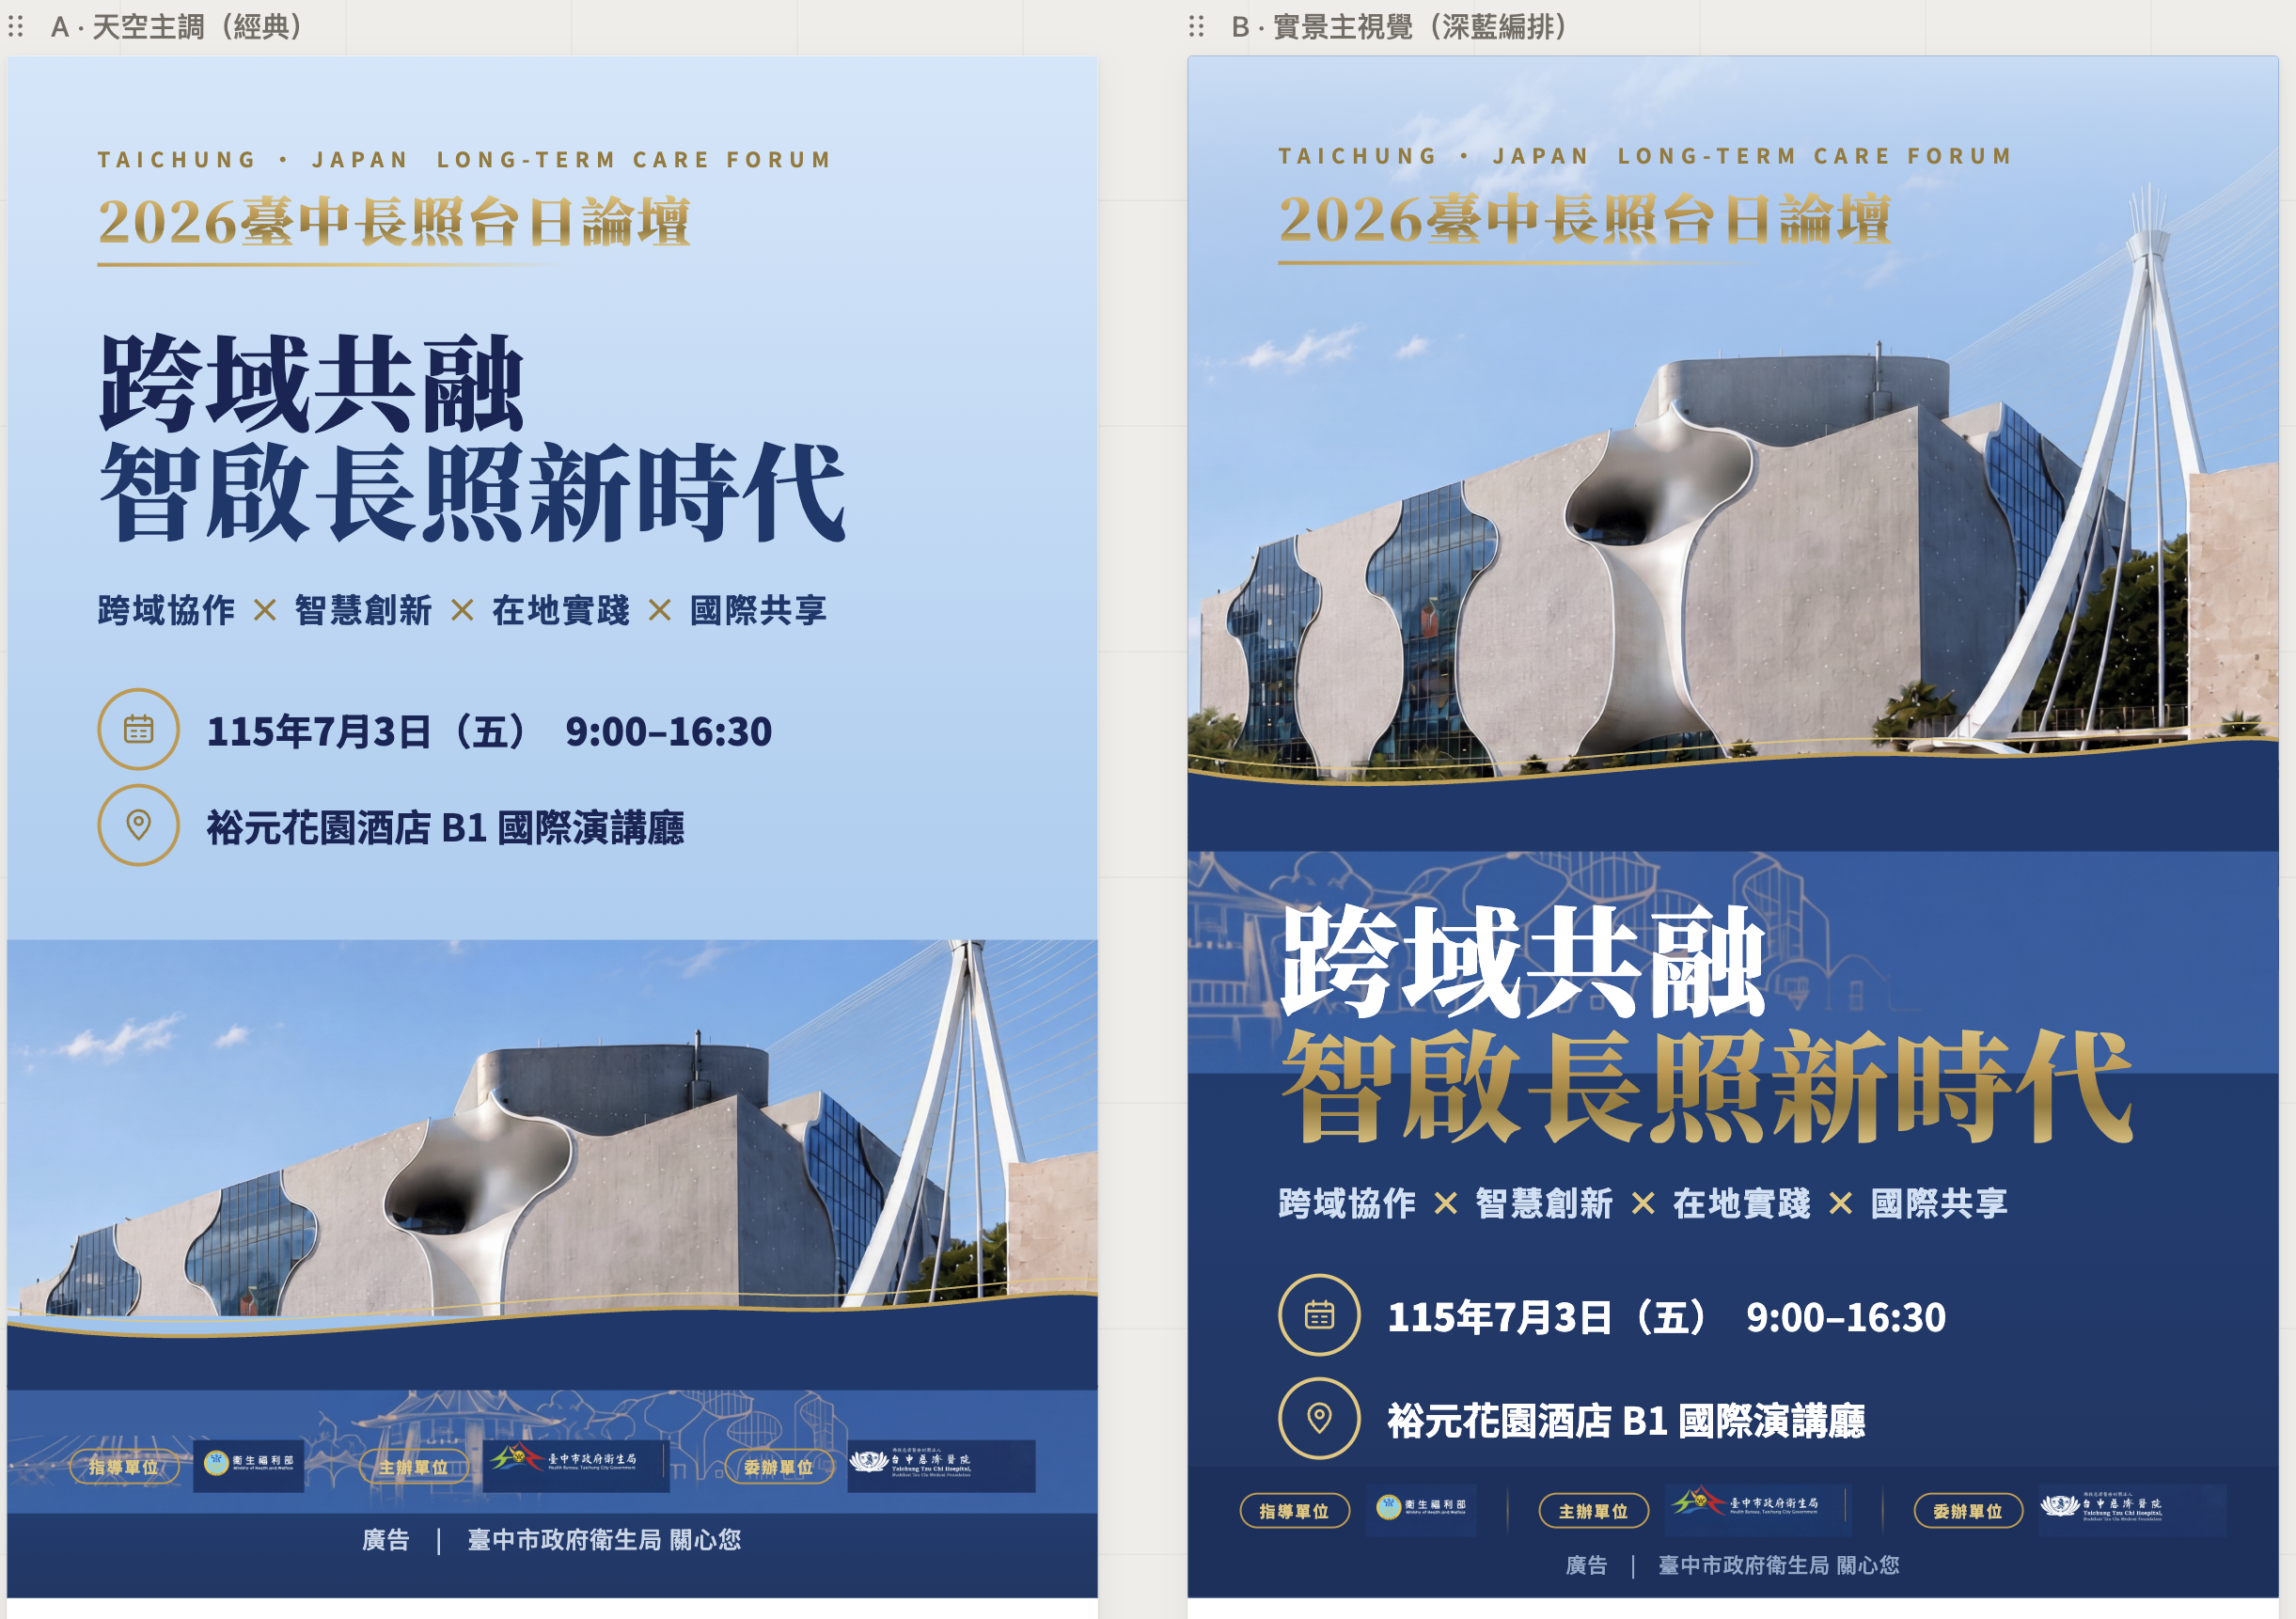 A · 天空主調（經典）
TAICHUNG • JAPAN LONG-TERM CARE FORUM
2026臺中長照台日論壇
跨域共融
智啟長照新時代
跨域協作 × 智慧創新 × 在地實踐 × 國際共享
115年7月3日（五） 9:00–16:30
裕元花園酒店 B1 國際演講廳
指導單位 衛生福利部 主辦單位 臺中市政府衛生局 委辦單位 台中慈濟醫院
廣告 | 臺中市政府衛生局 關心您
B · 實景主視覺（深藍編排）
TAICHUNG • JAPAN LONG-TERM CARE FORUM
2026臺中長照台日論壇
跨域共融
智啟長照新時代
跨域協作 × 智慧創新 × 在地實踐 × 國際共享
115年7月3日（五） 9:00–16:30
裕元花園酒店 B1 國際演講廳
指導單位 衛生福利部 主辦單位 臺中市政府衛生局 委辦單位 台中慈濟醫院
廣告 | 臺中市政府衛生局 關心您